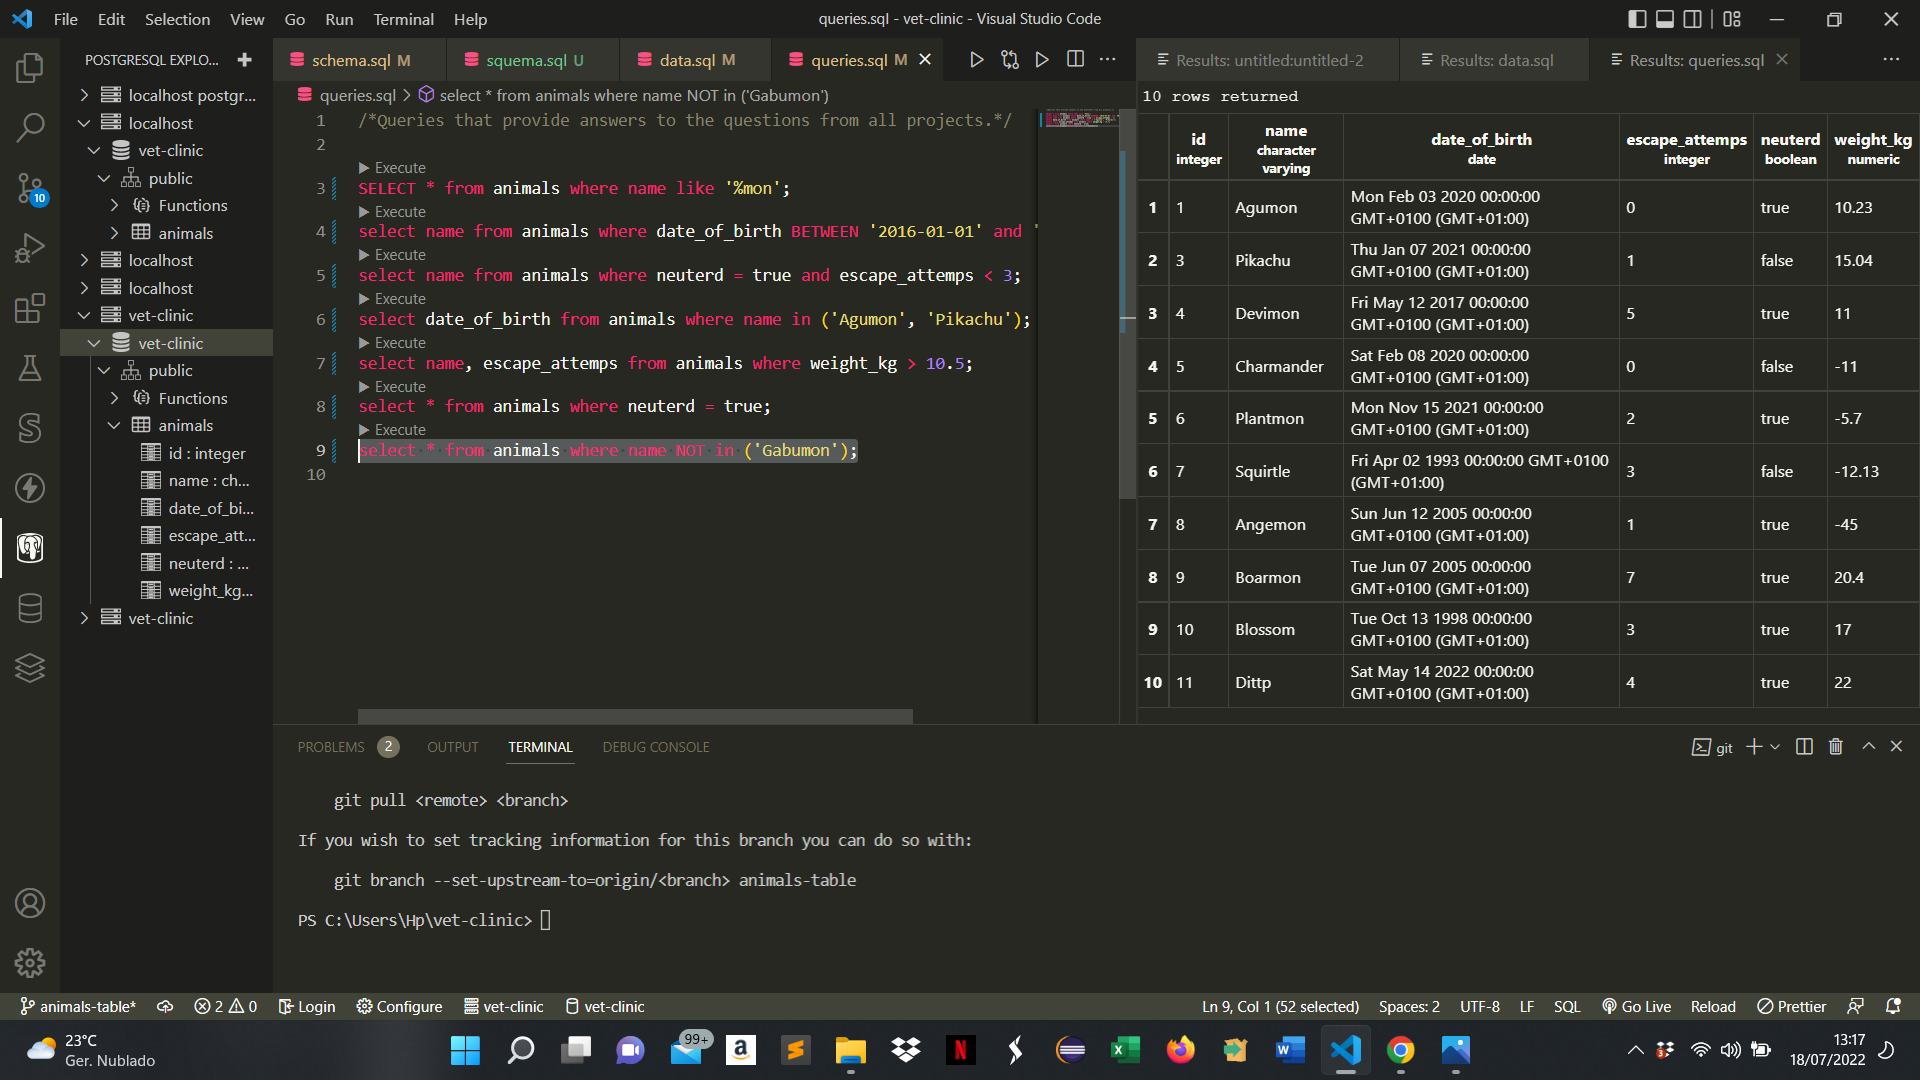 File Edit Selection View Go Run Terminal Help
queries.sql - vet-clinic - Visual Studio Code
POSTGRESQL EXPLO...
localhost postgr...
localhost
vet-clinic
public
Functions
animals
localhost
localhost
vet-clinic
vet-clinic
public
Functions
animals
id : integer
name : ch...
date_of_bi...
escape_att...
neuterd : ...
weight_kg...
vet-clinic
10
schema.sql M
squema.sql U
data.sql M
queries.sql M
queries.sql > select * from animals where name NOT in ('Gabumon')
1 /*Queries that provide answers to the questions from all projects.*/
2
Execute
3 SELECT * from animals where name like '%mon';
Execute
4 select name from animals where date_of_birth BETWEEN '2016-01-01' and '
Execute
5 select name from animals where neuterd = true and escape_attemps < 3;
Execute
6 select date_of_birth from animals where name in ('Agumon', 'Pikachu');
Execute
7 select name, escape_attemps from animals where weight_kg > 10.5;
Execute
8 select * from animals where neuterd = true;
Execute
9 select * from animals where name NOT in ('Gabumon');
10
Results: untitled:untitled-2
Results: data.sql
Results: queries.sql
10 rows returned
id integer name character varying date_of_birth date escape_attemps integer neuterd boolean weight_kg numeric
1 1 Agumon Mon Feb 03 2020 00:00:00 GMT+0100 (GMT+01:00) 0 true 10.23
2 3 Pikachu Thu Jan 07 2021 00:00:00 GMT+0100 (GMT+01:00) 1 false 15.04
3 4 Devimon Fri May 12 2017 00:00:00 GMT+0100 (GMT+01:00) 5 true 11
4 5 Charmander Sat Feb 08 2020 00:00:00 GMT+0100 (GMT+01:00) 0 false -11
5 6 Plantmon Mon Nov 15 2021 00:00:00 GMT+0100 (GMT+01:00) 2 true -5.7
6 7 Squirtle Fri Apr 02 1993 00:00:00 GMT+0100 (GMT+01:00) 3 false -12.13
7 8 Angemon Sun Jun 12 2005 00:00:00 GMT+0100 (GMT+01:00) 1 true -45
8 9 Boarmon Tue Jun 07 2005 00:00:00 GMT+0100 (GMT+01:00) 7 true 20.4
9 10 Blossom Tue Oct 13 1998 00:00:00 GMT+0100 (GMT+01:00) 3 true 17
10 11 Dittp Sat May 14 2022 00:00:00 GMT+0100 (GMT+01:00) 4 true 22
PROBLEMS 2 OUTPUT TERMINAL DEBUG CONSOLE
git
git pull <remote> <branch>
If you wish to set tracking information for this branch you can do so with:
git branch --set-upstream-to=origin/<branch> animals-table
PS C:\Users\Hp\vet-clinic>
animals-table* 2 0 Login Configure vet-clinic vet-clinic
Ln 9, Col 1 (52 selected) Spaces: 2 UTF-8 LF SQL Go Live Reload Prettier
23°C
Ger. Nublado
99+
13:17
18/07/2022